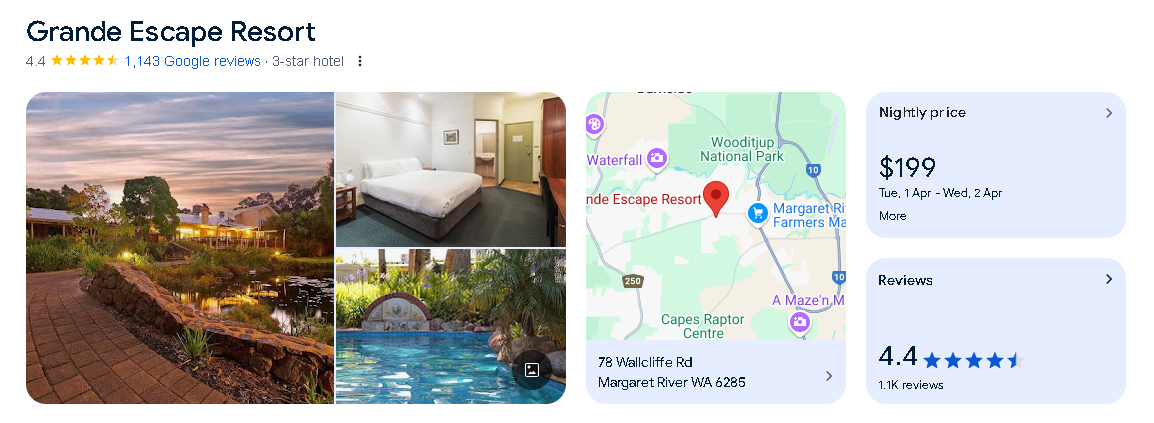 Grande Escape Resort
4.4 1,143 Google reviews · 3-star hotel
Waterfall
Wooditjup
National Park
10
nde Escape Resort
Margaret Ri
Farmers Ma
250
10
A Maze'n M
Capes Raptor
Centre
78 Wallcliffe Rd
Margaret River WA 6285
Nightly price
$199
Tue, 1 Apr - Wed, 2 Apr
More
Reviews
4.4
1.1K reviews